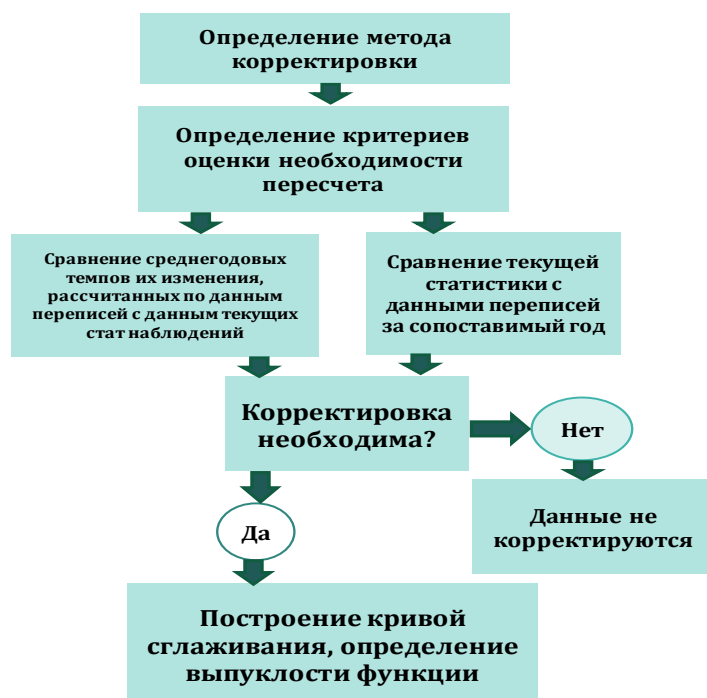 Определение метода
корректировки
Определение критериев
оценки необходимости
пересчета
Сравнение среднегодовых
темпов их изменения,
рассчитанных по данным
переписей с данным текущих
стат наблюдений
Сравнение текущей
статистики с
данными переписей
за сопоставимый год
Корректировка
необходима?
Нет
Данные не
корректируются
Да
Построение кривой
сглаживания, определение
выпуклости функции